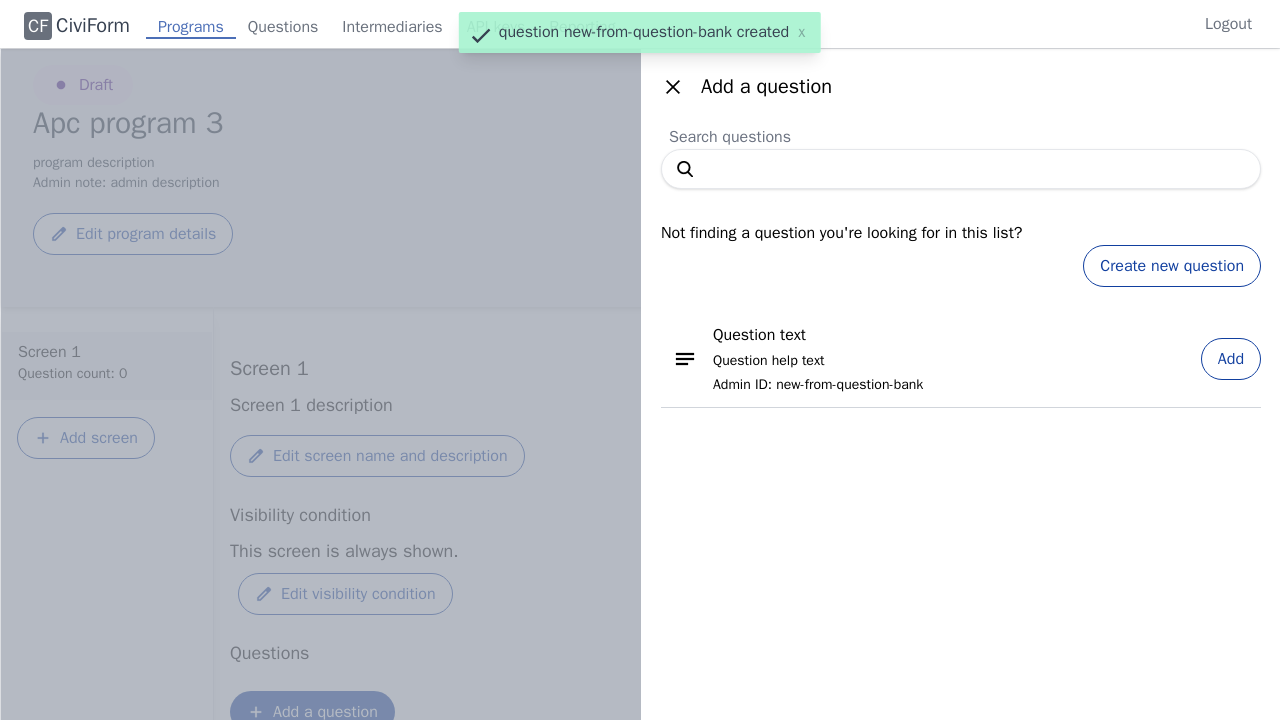 CF CiviForm Programs Questions Intermediaries API keys Reporting Logout
question new-from-question-bank created x
Draft
Apc program 3
program description
Admin note: admin description
Edit program details
Screen 1
Question count: 0
Add screen
Screen 1
Screen 1 description
Edit screen name and description
Visibility condition
This screen is always shown.
Edit visibility condition
Questions
Add a question
Add a question
Search questions
Not finding a question you're looking for in this list?
Create new question
Question text
Question help text
Admin ID: new-from-question-bank
Add